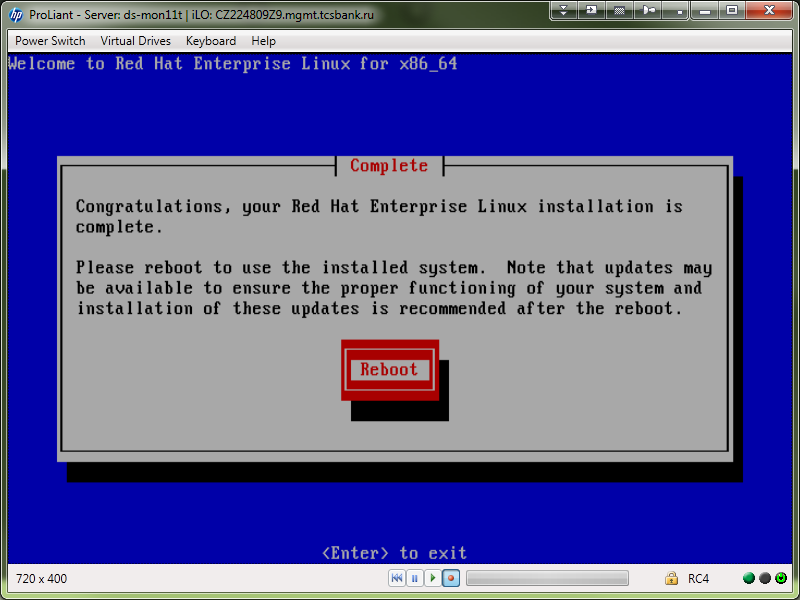 hp ProLiant - Server: ds-mon11t | iLO: CZ224809Z9.mgmt.tcsbank.ru
Power Switch Virtual Drives Keyboard Help
Welcome to Red Hat Enterprise Linux for x86_64
Complete
Congratulations, your Red Hat Enterprise Linux installation is
complete.
Please reboot to use the installed system.  Note that updates may
be available to ensure the proper functioning of your system and
installation of these updates is recommended after the reboot.
Reboot
<Enter> to exit
720 x 400 RC4